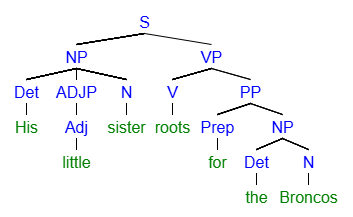 S
NP VP
Det ADJP N V PP
His Adj sister roots Prep NP
little for Det N
the Broncos